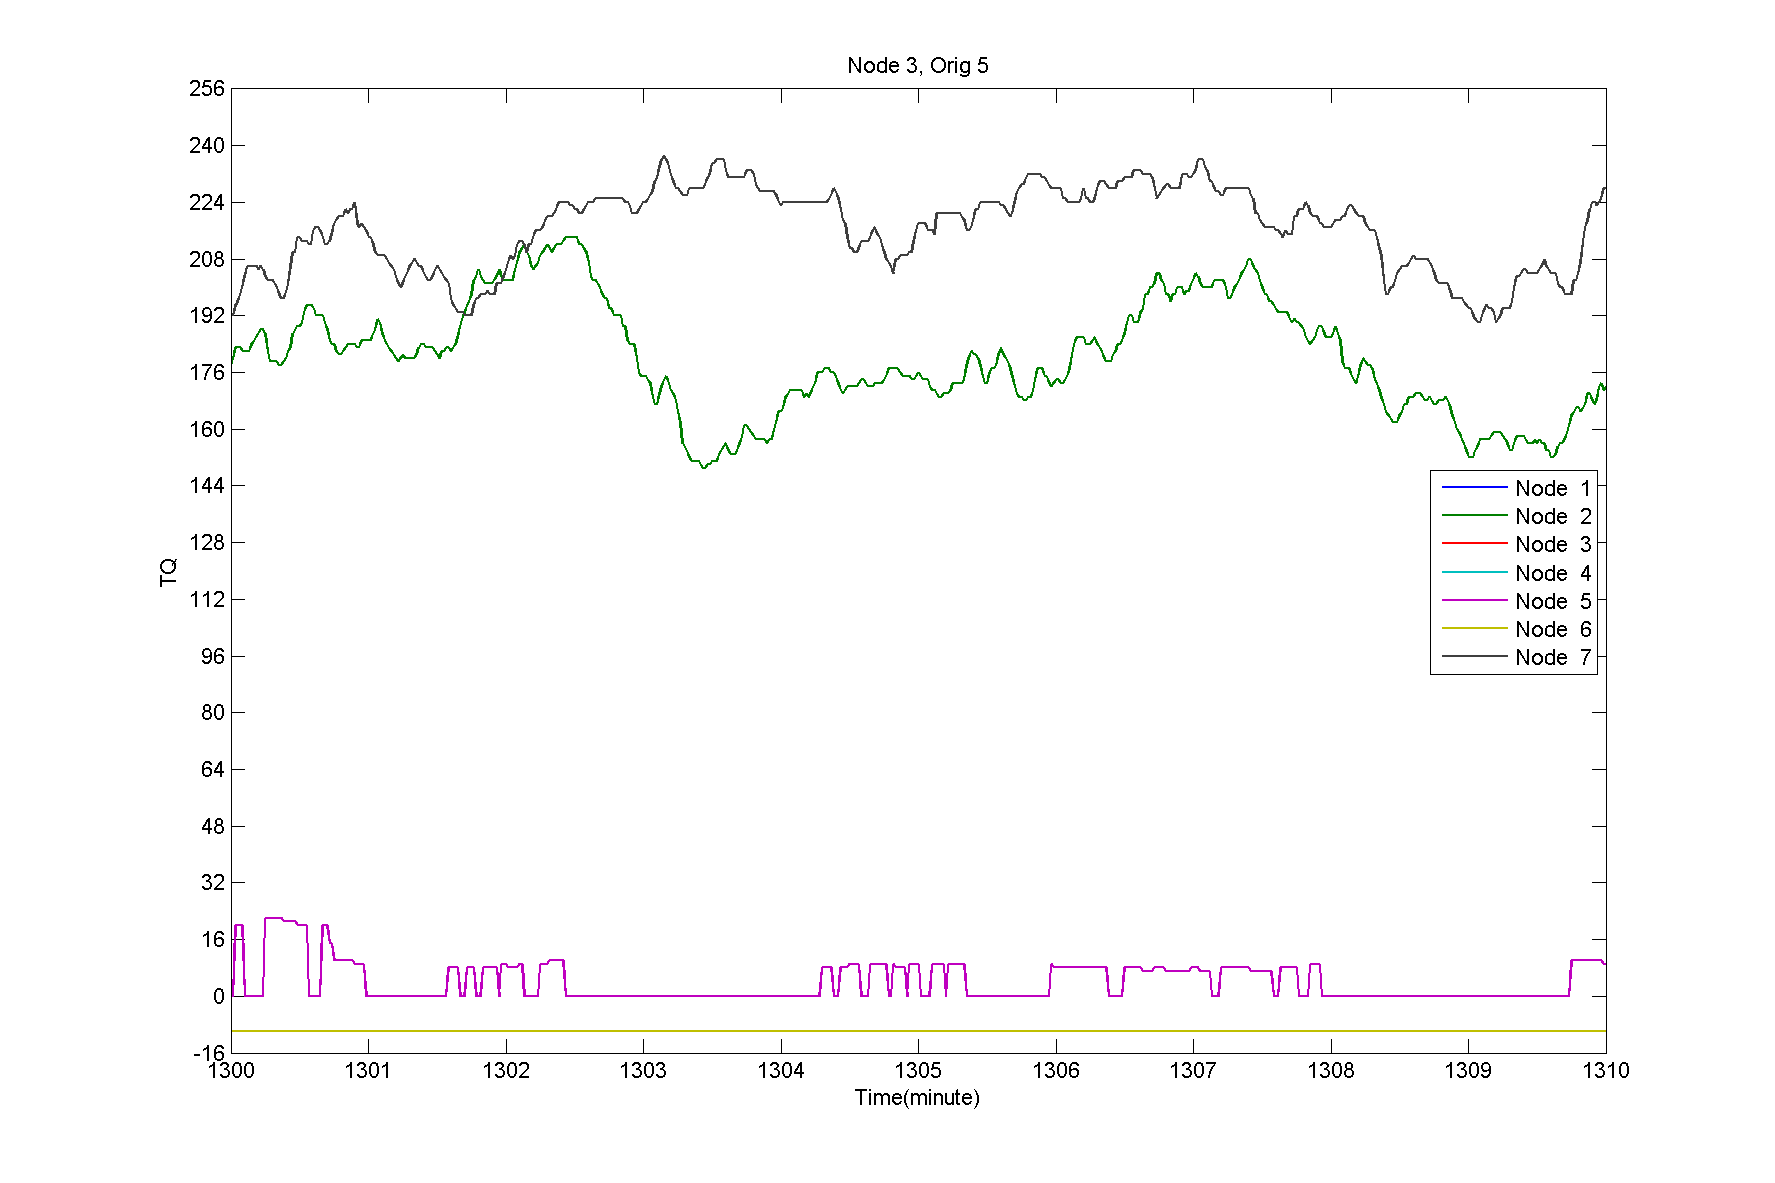 Node 3, Orig 5
256
240
224
208
192
176
160
144
128
112
96
80
64
48
32
16
0
-16
TQ
Node 1
Node 2
Node 3
Node 4
Node 5
Node 6
Node 7
1300 1301 1302 1303 1304 1305 1306 1307 1308 1309 1310
Time(minute)